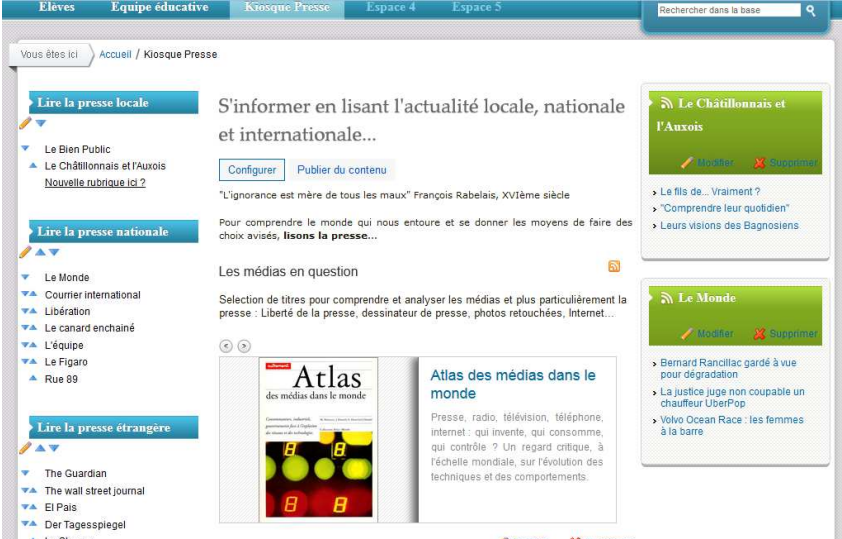 Elèves Equipe éducative Kiosque Presse Espace 4 Espace 5
Rechercher dans la base
Vous êtes ici Accueil / Kiosque Presse
Lire la presse locale
Le Bien Public
Le Châtillonnais et l'Auxois
Nouvelle rubrique ici ?
Lire la presse nationale
Le Monde
Courrier international
Libération
Le canard enchainé
L'équipe
Le Figaro
Rue 89
Lire la presse étrangère
The Guardian
The wall street journal
El Pais
Der Tagesspiegel
S'informer en lisant l'actualité locale, nationale
et internationale...
Configurer Publier du contenu
"L'ignorance est mère de tous les maux" François Rabelais, XVIème siècle
Pour comprendre le monde qui nous entoure et se donner les moyens de faire des
choix avisés, lisons la presse...
Les médias en question
Selection de titres pour comprendre et analyser les médias et plus particulièrement la
presse : Liberté de la presse, dessinateur de presse, photos retouchées, Internet...
Atlas
des médias dans le monde
Atlas des médias dans le
monde
Presse, radio, télévision, téléphone,
internet : qui invente, qui consomme,
qui contrôle ? Un regard critique, à
l'échelle mondiale, sur l'évolution des
techniques et des comportements.
Le Châtillonnais et
l'Auxois
Modifier Supprimer
Le fils de... Vraiment ?
"Comprendre leur quotidien"
Leurs visions des Bagnosiens
Le Monde
Modifier Supprimer
Bernard Rancillac gardé à vue
pour dégradation
La justice juge non coupable un
chauffeur UberPop
Volvo Ocean Race : les femmes
à la barre